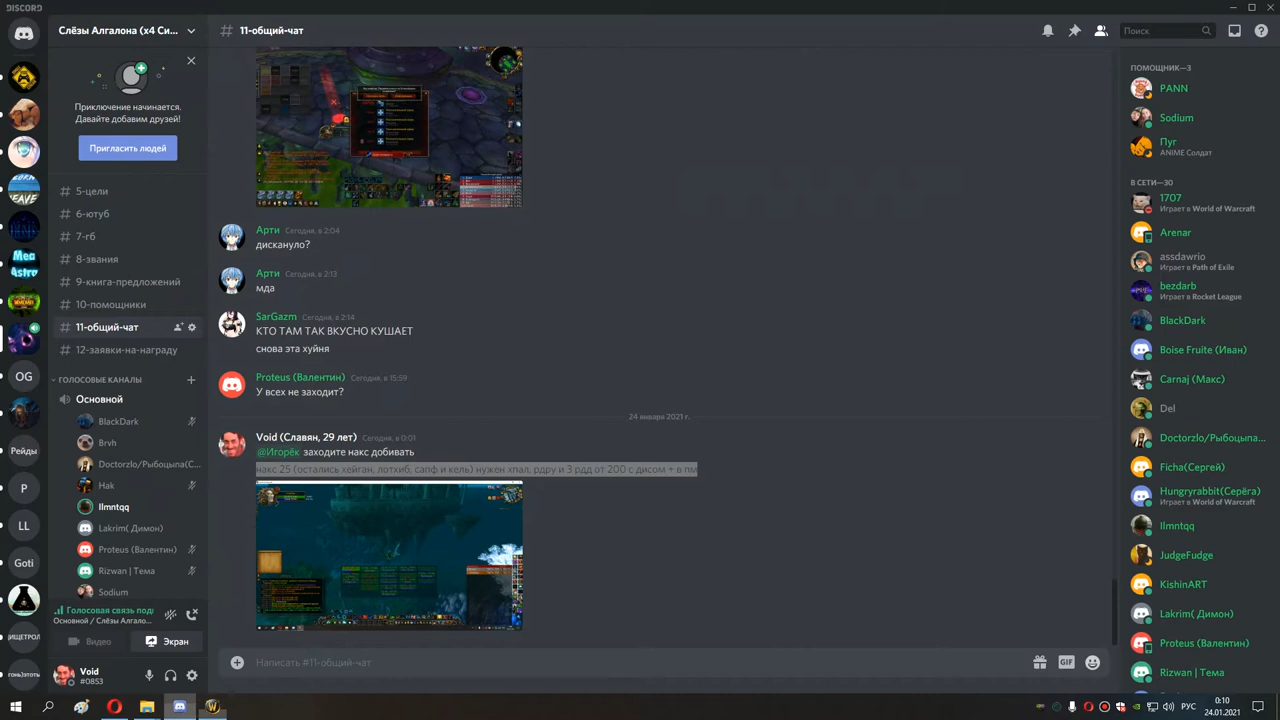 DISCORD
Слёзы Алгалона (x4 Си...
Приключение начинается.
Давайте добавим друзей!
Пригласить людей
5-цели
6-ютуб
7-гб
8-звания
9-книга-предложений
10-помощники
11-общий-чат
12-заявки-на-награду
ГОЛОСОВЫЕ КАНАЛЫ
Основной
BlackDark
Brvh
Doctorzlo/Рыбопыца(С...
Hak
Ilmntqq
Lakrim( Димон)
Proteus (Валентин)
Rizwan | Тема
Sodium
Голосовая связь подк
Основной / Слёзы Алгало...
Видео
Экран
Void
#0853
OG
P
LL
Goti
11-общий-чат
Поиск
Арти Сегодня, в 2:04
дискануло?
Арти Сегодня, в 2:13
мда
SarGazm Сегодня, в 2:14
КТО ТАМ ТАК ВКУСНО КУШАЕТ
снова эта хуйня
Proteus (Валентин) Сегодня, в 15:59
У всех не заходит?
24 января 2021 г.
Void (Славян, 29 лет) Сегодня, в 0:01
@Игорёк заходите накс добивать
накс 25 (остались хейган, лотхиб, сапф и кель) нужен хпал, рдру и 3 рдд от 200 с дисом + в пм
Написать #11-общий-чат
GIF
ПОМОЩНИК—3
PANN
Sodium
Пуг
ANIME Солдат
В СЕТИ—30
1707
Играет в World of Warcraft
Arenar
assdawrio
Играет в Path of Exile
bezdarb
Играет в Rocket League
BlackDark
Boise Fruite (Иван)
Carnaj (Макс)
Del
Doctorzlo/Рыбопыца...
Ficha(Сергей)
Hungryrabbit(Серёга)
Играет в World of Warcraft
Ilmntqq
JudgeFudge
KishinART
Lakrim( Димон)
Proteus (Валентин)
Rizwan | Тема
РУС
0:10
24.01.2021